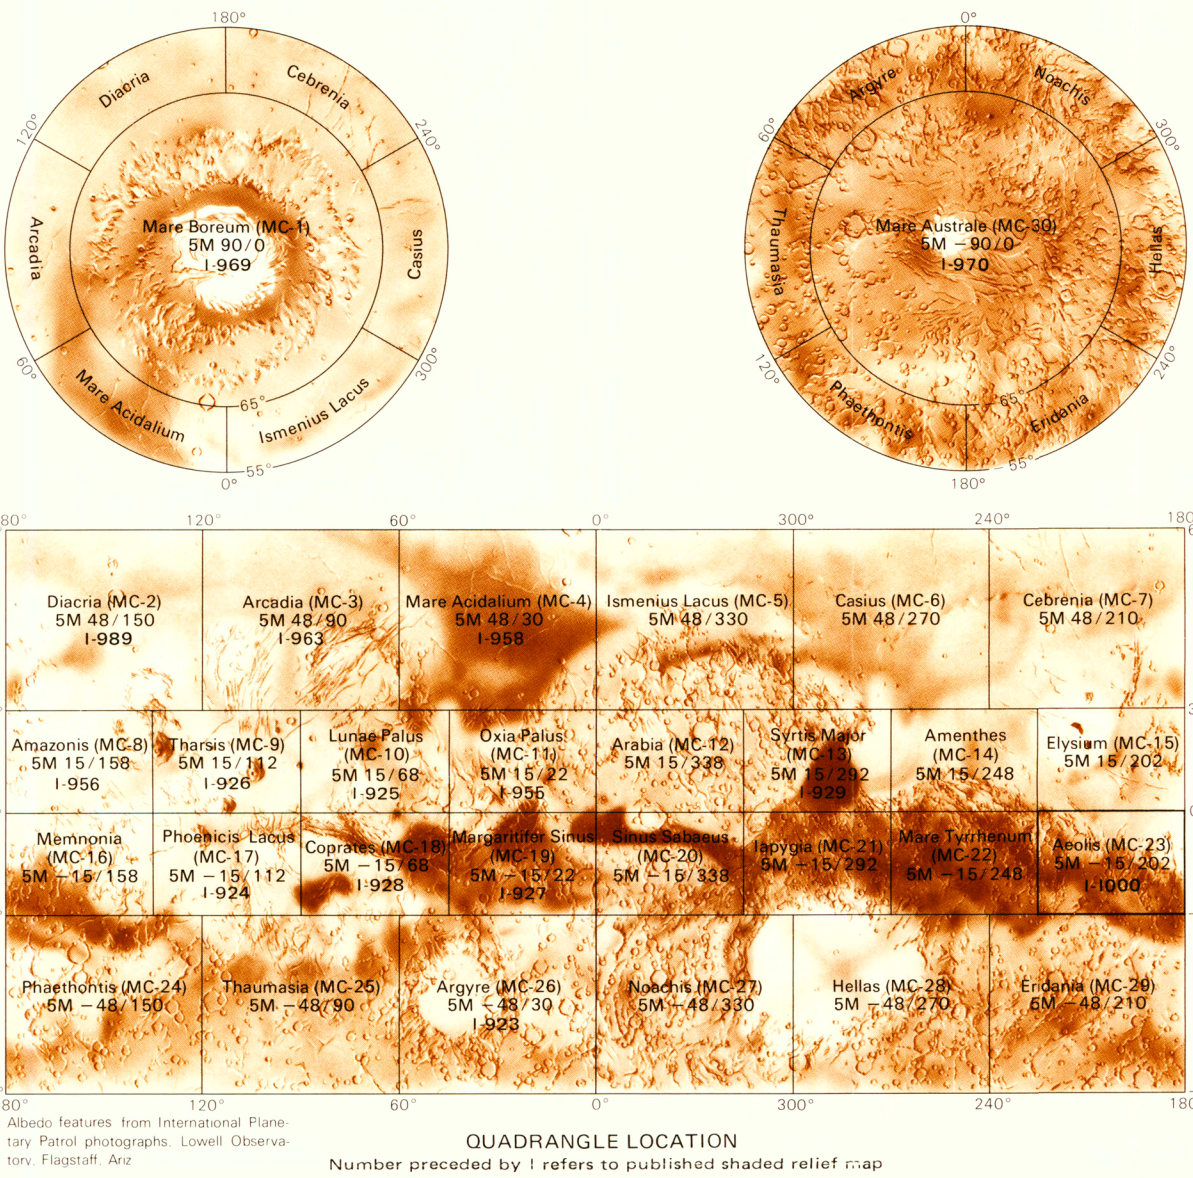 180°
Diacria
Cebrenia
120°
240°
Arcadia
Mare Boreum (MC-1)
5M 90/0
I-969
Casius
60°
300°
Mare Acidalium
65°
Ismenius Lacus
55°
0°
0°
Argyre
Noachis
60°
300°
Thaumasia
Mare Australe (MC-30)
5M −90/0
I-970
Hellas
120°
240°
Phaethontis
65°
Eridania
55°
180°
80° 120° 60° 0° 300° 240° 180°
Diacria (MC-2)
5M 48/150
I-989
Arcadia (MC-3)
5M 48/90
I-963
Mare Acidalium (MC-4)
5M 48/30
I-958
Ismenius Lacus (MC-5)
5M 48/330
Casius (MC-6)
5M 48/270
Cebrenia (MC-7)
5M 48/210
Amazonis (MC-8)
5M 15/158
I-956
Tharsis (MC-9)
5M 15/112
I-926
Lunae Palus
(MC-10)
5M 15/68
I-925
Oxia Palus
(MC-11)
5M 15/22
I-955
Arabia (MC-12)
5M 15/338
Syrtis Major
(MC-13)
5M 15/292
I-929
Amenthes
(MC-14)
5M 15/248
Elysium (MC-15)
5M 15/202
Memnonia
(MC-16)
5M −15/158
Phoenicis Lacus
(MC-17)
5M −15/112
I-924
Coprates (MC-18)
5M −15/68
I-928
Margaritifer Sinus
(MC-19)
5M −15/22
I-927
Sinus Sabaeus
(MC-20)
5M −15/338
Iapygia (MC-21)
5M −15/292
Mare Tyrrhenum
(MC-22)
5M −15/248
Aeolis (MC-23)
5M −15/202
I-1000
Phaethontis (MC-24)
5M −48/150
Thaumasia (MC-25)
5M −48/90
Argyre (MC-26)
5M −48/30
I-923
Noachis (MC-27)
5M −48/330
Hellas (MC-28)
5M −48/270
Eridania (MC-29)
5M −48/210
80° 120° 60° 0° 300° 240° 180
Albedo features from International Plane-
tary Patrol photographs, Lowell Observa-
tory, Flagstaff, Ariz
QUADRANGLE LOCATION
Number preceded by I refers to published shaded relief map